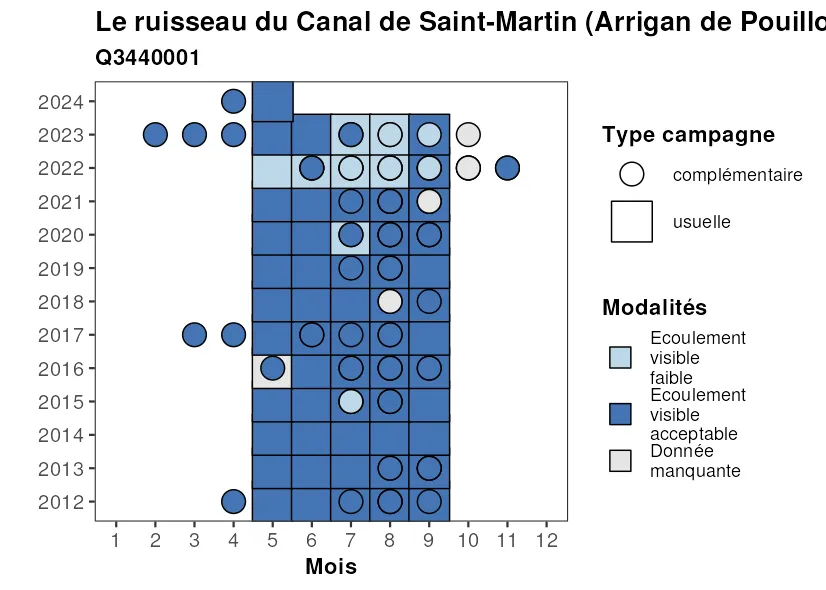 Le ruisseau du Canal de Saint-Martin (Arrigan de Pouillo
Q3440001
2024
2023
2022
2021
2020
2019
2018
2017
2016
2015
2014
2013
2012
1 2 3 4 5 6 7 8 9 10 11 12
Mois
Type campagne
complémentaire
usuelle
Modalités
Ecoulement
visible
faible
Ecoulement
visible
acceptable
Donnée
manquante